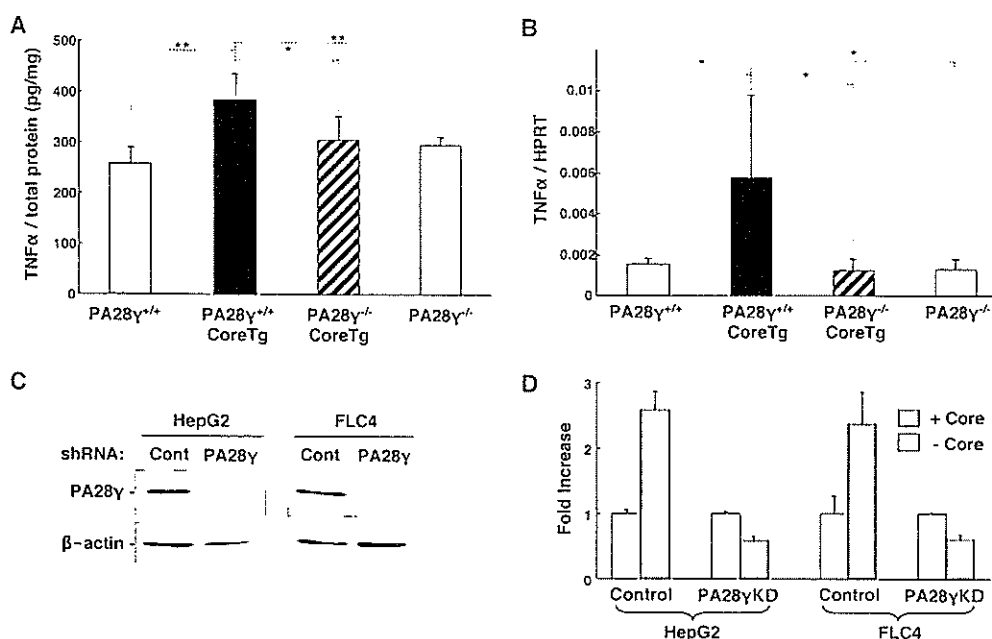 A
TNFα / total protein (pg/mg)
500
400
300
200
100
0
**
*
**
PA28γ+/+
PA28γ+/+
CoreTg
PA28γ-/-
CoreTg
PA28γ-/-
B
TNFα / HPRT
0.01
0.008
0.006
0.004
0.002
0
*
*
*
PA28γ+/+
PA28γ+/+
CoreTg
PA28γ-/-
CoreTg
PA28γ-/-
C
HepG2
FLC4
shRNA: Cont PA28γ Cont PA28γ
PA28γ -
β-actin -
D
Fold Increase
3
2
1
0
+ Core
- Core
Control PA28γKD Control PA28γKD
HepG2 FLC4